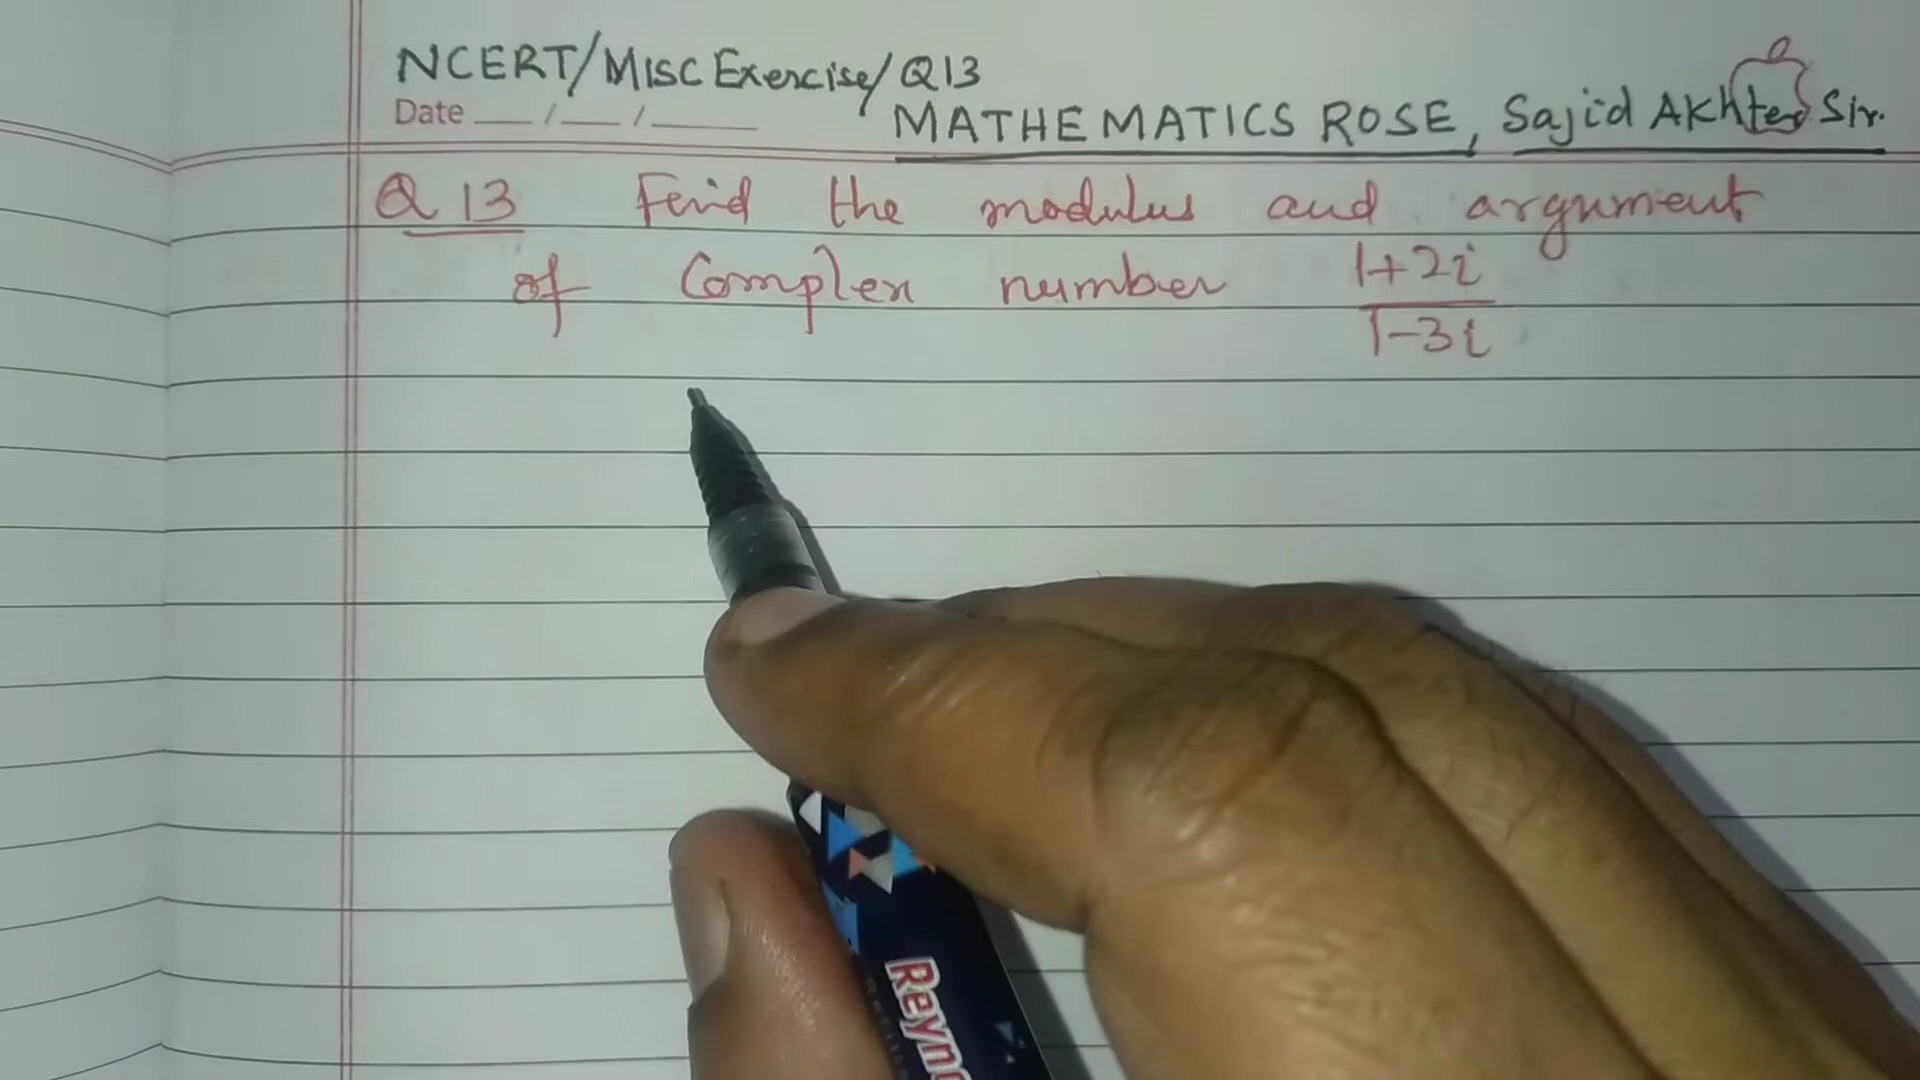 NCERT/MISC Exercise/Q13
Date __/__/____
MATHEMATICS ROSE, Sajid AKhter Sir.
Q 13 Find the modulus and argument
of Complex number 1+2i
1-3i
Reyn